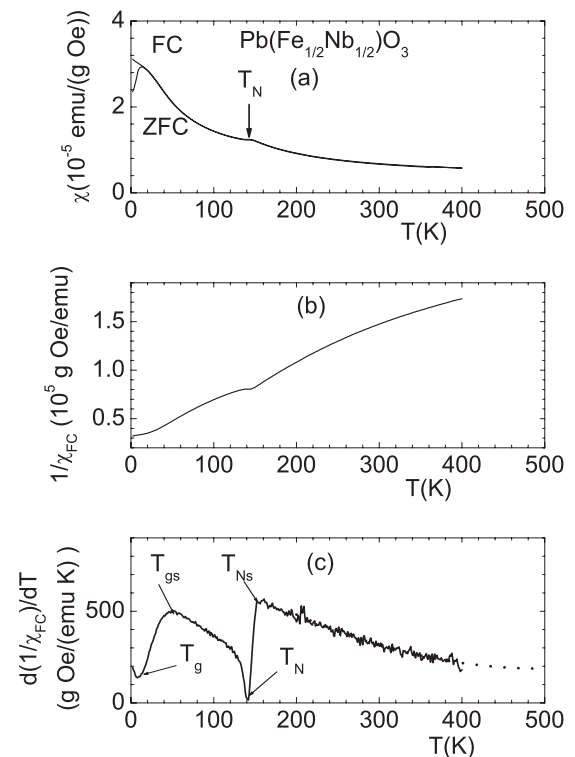 FC Pb(Fe1/2Nb1/2)O3
(a)
TN
ZFC
χ(10-5 emu/(g Oe))
4
2
0
0 100 200 300 400 500
T(K)
(b)
1/χFC (105 g Oe/emu)
1.5
1.0
0.5
0 100 200 300 400 500
T(K)
(c)
Tgs TNs
Tg TN
d(1/χFC)/dT
(g Oe/(emu K) )
500
0
0 100 200 300 400 500
T(K)